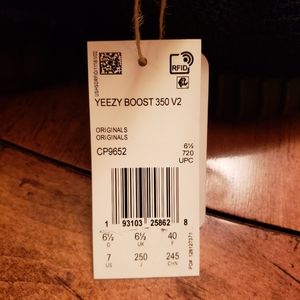 RFID
YEEZY BOOST 350 V2
ORIGINALS
ORIGINALS
CP9652
6½
720
UPC
1 93103 25862 8
6½ 6½ 40
D UK F
7 250 245
US J CHN